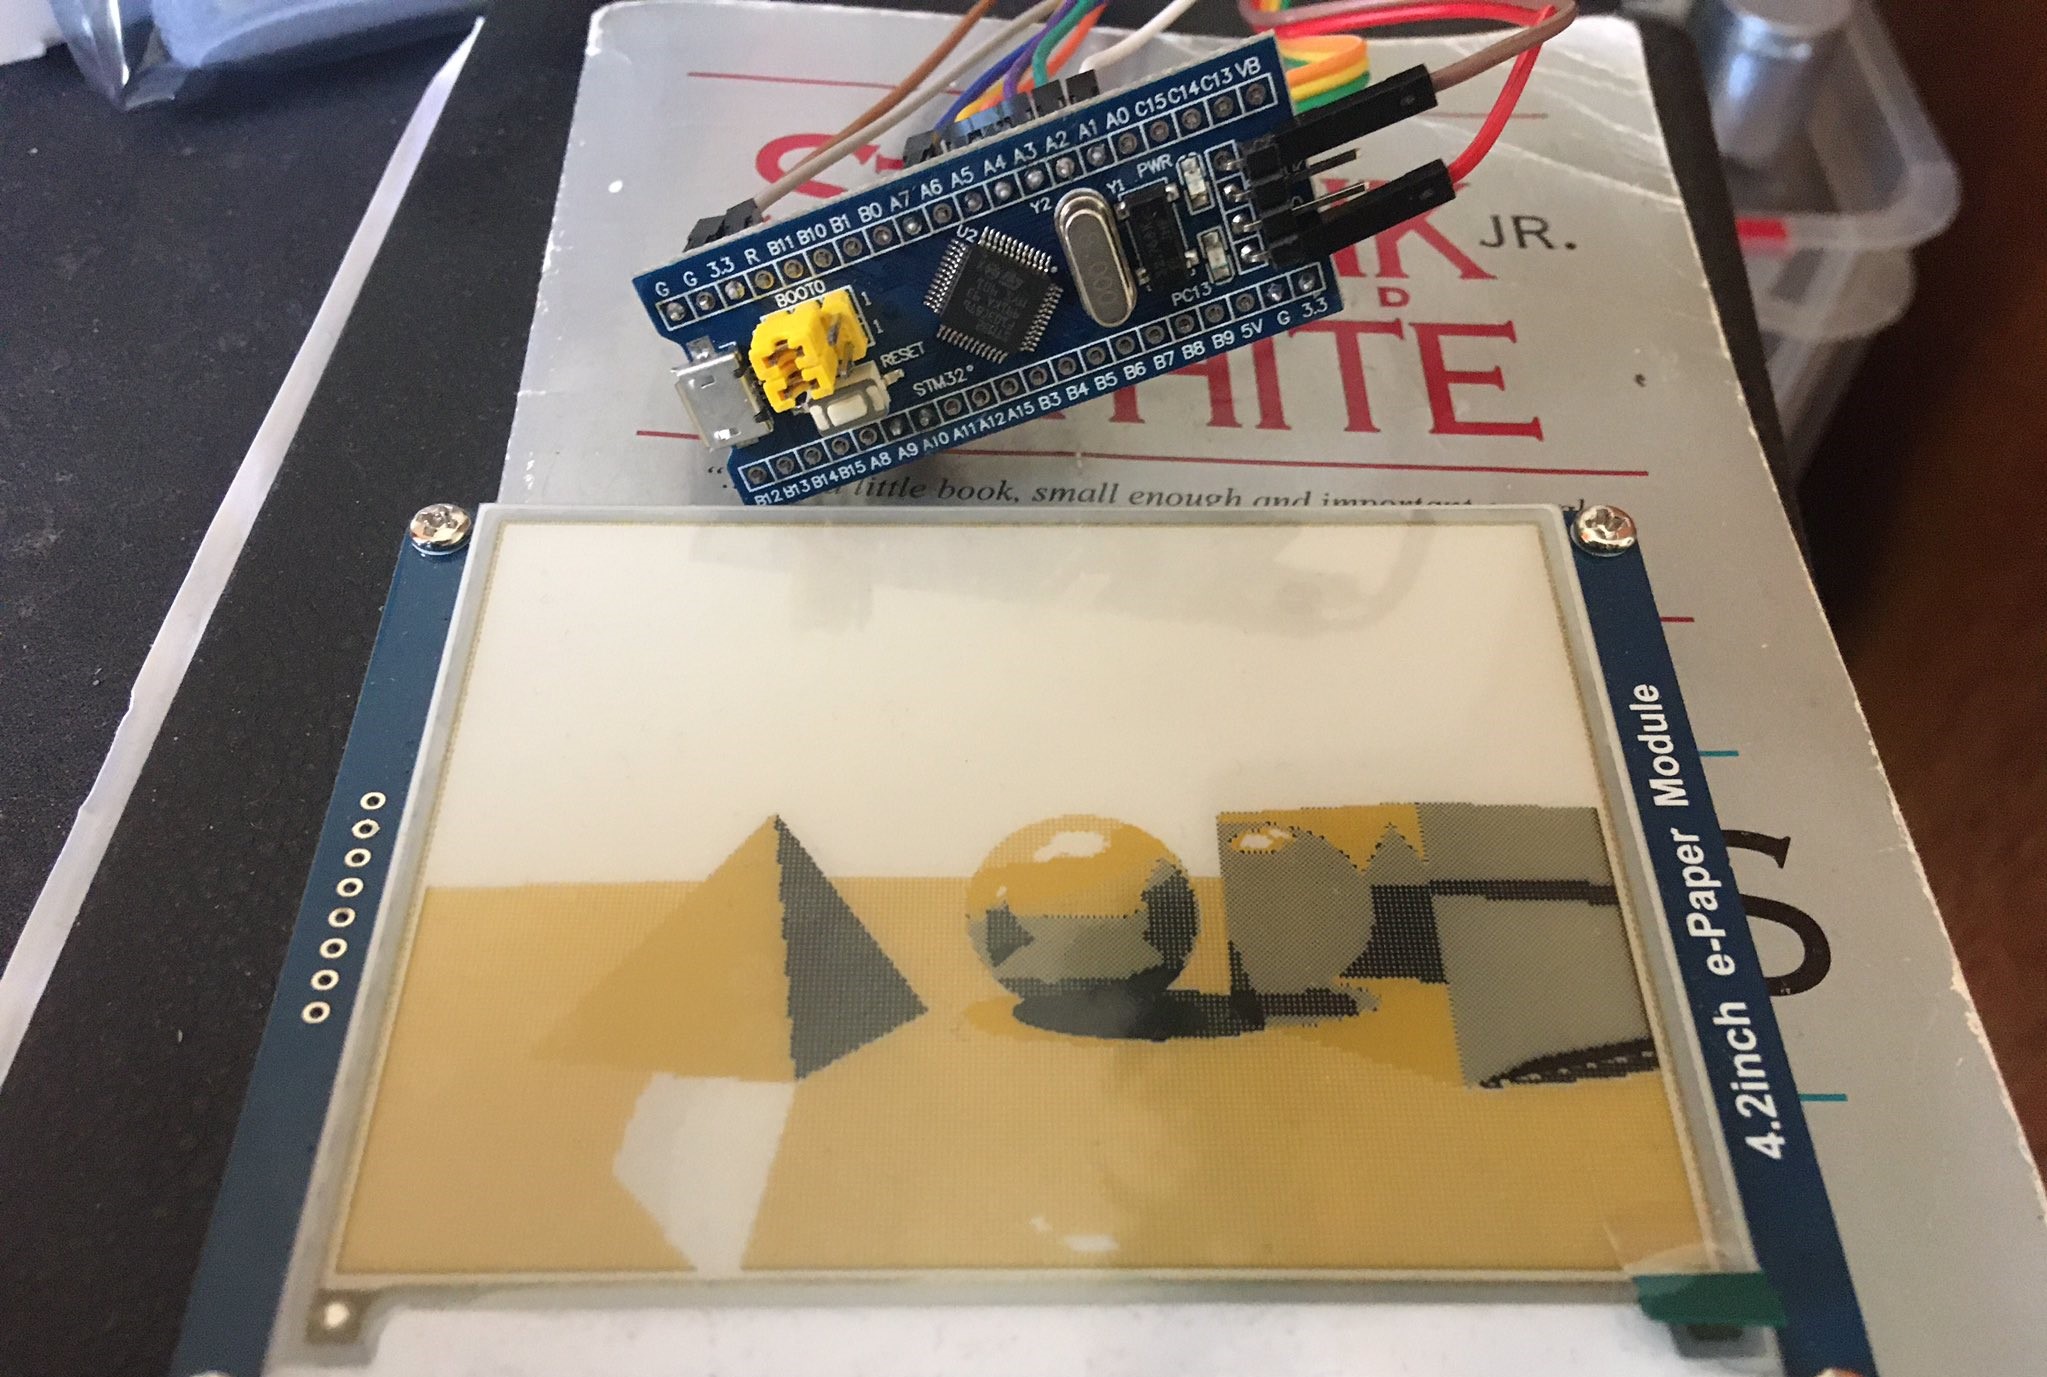 G G 3.3 R B11 B10 B1 B0 A7 A6 A5 A4 A3 A2 A1 A0 C15 C14 C13 VB
PWR
Y1
Y2
U2
8.000
BOOT0
1
1
PC13
RESET
STM32
B12 B13 B14 B15 A8 A9 A10 A11 A12 A15 B3 B4 B5 B6 B7 B8 B9 5V G 3.3
JR.
D
little book, small enough and important
4.2inch e-Paper Module
S